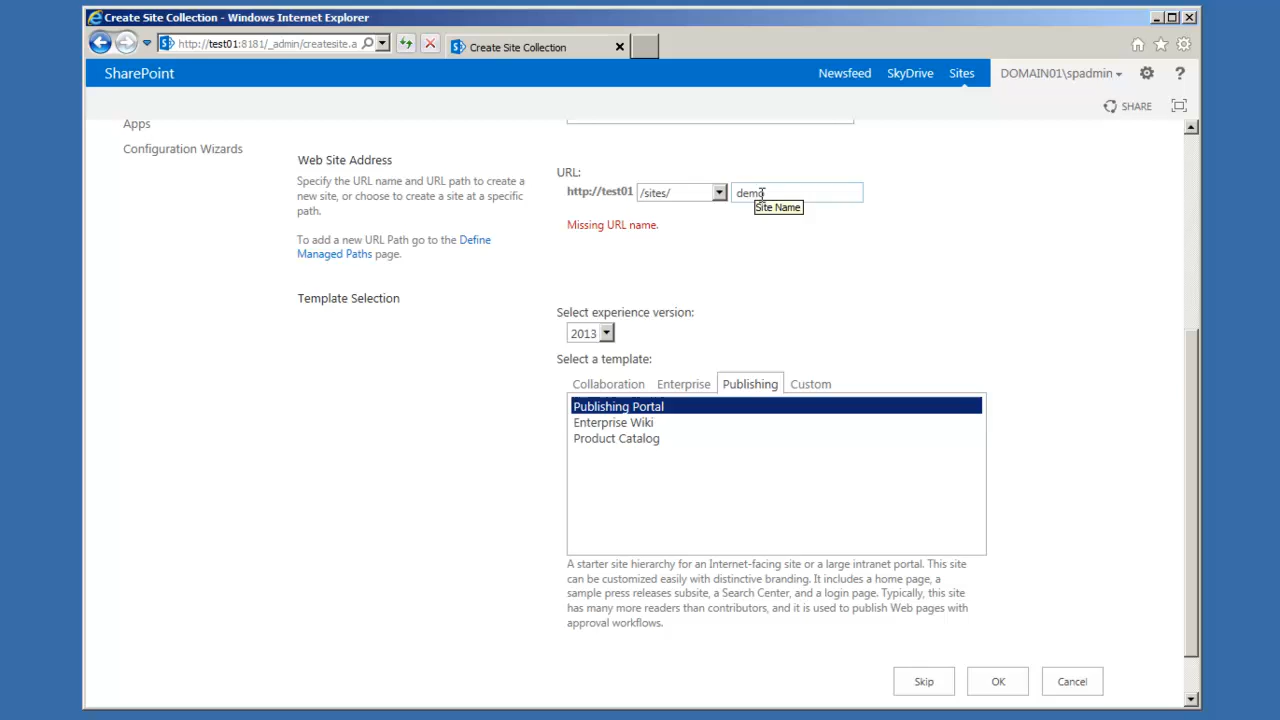 Create Site Collection - Windows Internet Explorer
http://test01:8181/_admin/createsite.a
Create Site Collection
SharePoint
Newsfeed
SkyDrive
Sites
DOMAIN01\spadmin
?
SHARE
Apps
Configuration Wizards
Web Site Address
Specify the URL name and URL path to create a
new site, or choose to create a site at a specific
path.
To add a new URL Path go to the Define
Managed Paths page.
URL:
http://test01 /sites/ demo
Site Name
Missing URL name.
Template Selection
Select experience version:
2013
Select a template:
Collaboration Enterprise Publishing Custom
Publishing Portal
Enterprise Wiki
Product Catalog
A starter site hierarchy for an Internet-facing site or a large intranet portal. This site
can be customized easily with distinctive branding. It includes a home page, a
sample press releases subsite, a Search Center, and a login page. Typically, this site
has many more readers than contributors, and it is used to publish Web pages with
approval workflows.
Skip
OK
Cancel